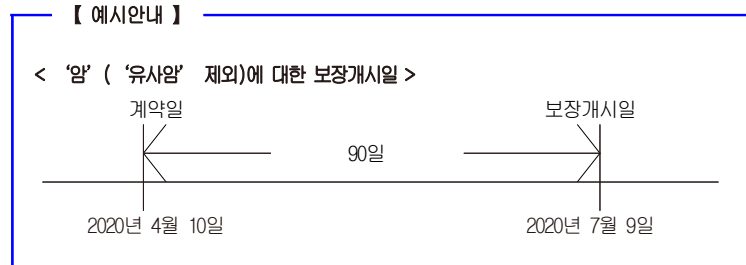 【 예시안내 】
< ‘암’ ( ‘유사암’ 제외)에 대한 보장개시일 >
계약일 보장개시일
90일
2020년 4월 10일 2020년 7월 9일